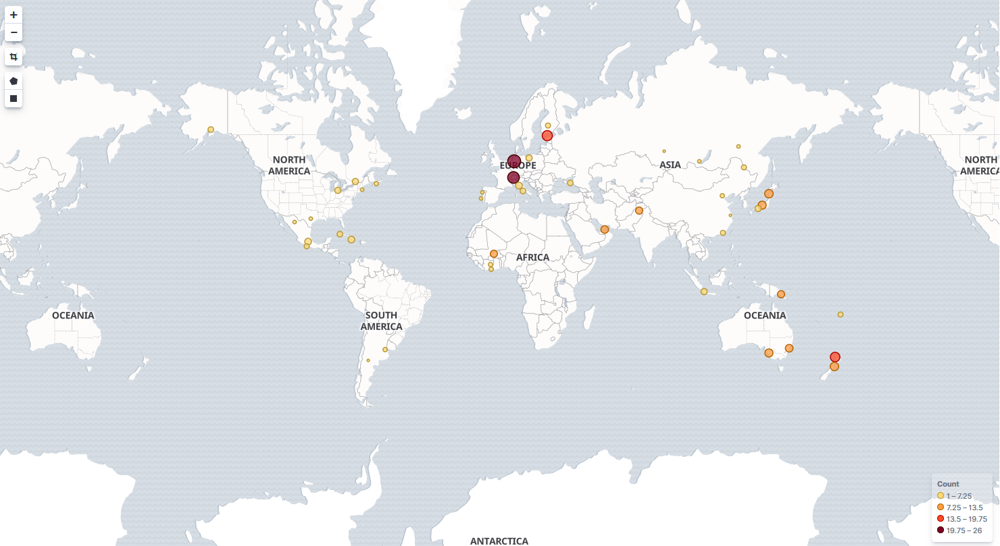 +
−
NORTH
AMERICA
EUROPE
ASIA
NORTH
AMERICA
AFRICA
OCEANIA
SOUTH
AMERICA
OCEANIA
ANTARCTICA
Count
1 – 7.25
7.25 – 13.5
13.5 – 19.75
19.75 – 26